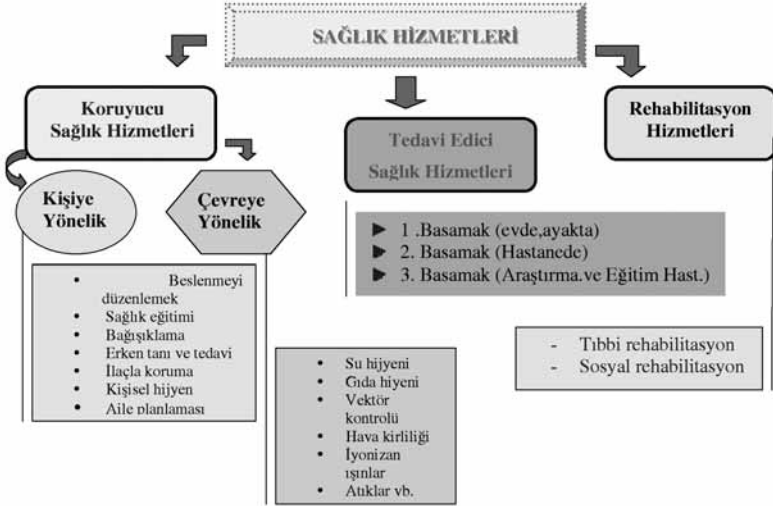 SAĞLIK HİZMETLERİ
Koruyucu
Sağlık Hizmetleri
Tedavi Edici
Sağlık Hizmetleri
Rehabilitasyon
Hizmetleri
Kişiye
Yönelik
Çevreye
Yönelik
► 1 .Basamak (evde,ayakta)
► 2. Basamak (Hastanede)
► 3. Basamak (Araştırma.ve Eğitim Hast.)
• Beslenmeyi
düzenlemek
• Sağlık eğitimi
• Bağışıklama
• Erken tanı ve tedavi
• İlaçla koruma
• Kişisel hijyen
• Aile planlaması
• Su hijyeni
• Gıda hiyeni
• Vektör
kontrolü
• Hava kirliliği
• İyonizan
ışınlar
• Atıklar vb.
- Tıbbi rehabilitasyon
- Sosyal rehabilitasyon